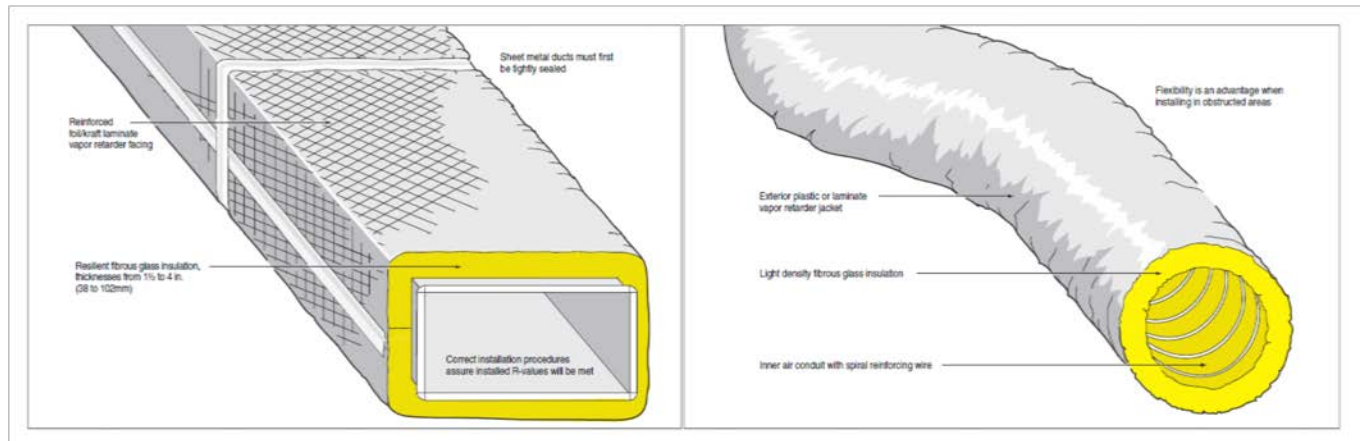 Sheet metal ducts must first
be tightly sealed
Reinforced
foil/kraft laminate
vapor retarder facing
Resilient fibrous glass insulation,
thicknesses from 1½ to 4 in.
(38 to 102mm)
Correct installation procedures
assure installed R-values will be met
Flexibility is an advantage when
installing in obstructed areas
Exterior plastic or laminate
vapor retarder jacket
Light density fibrous glass insulation
Inner air conduit with spiral reinforcing wire